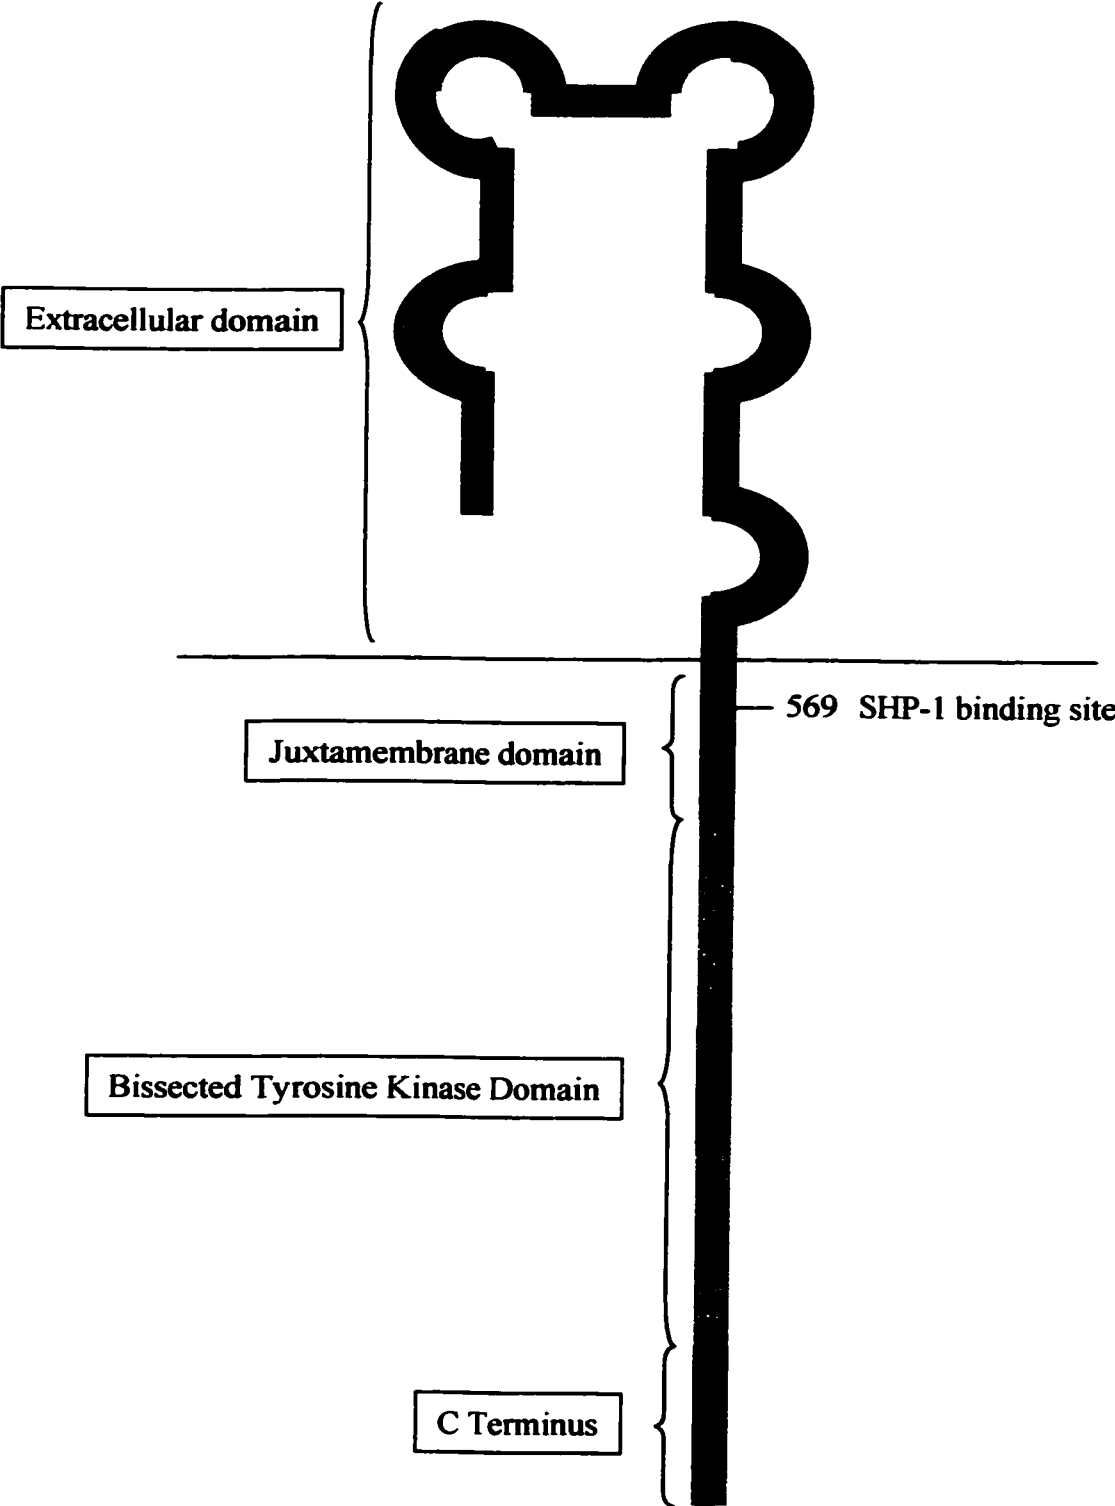 Extracellular domain
569 SHP-1 binding site
Juxtamembrane domain
Bissected Tyrosine Kinase Domain
C Terminus